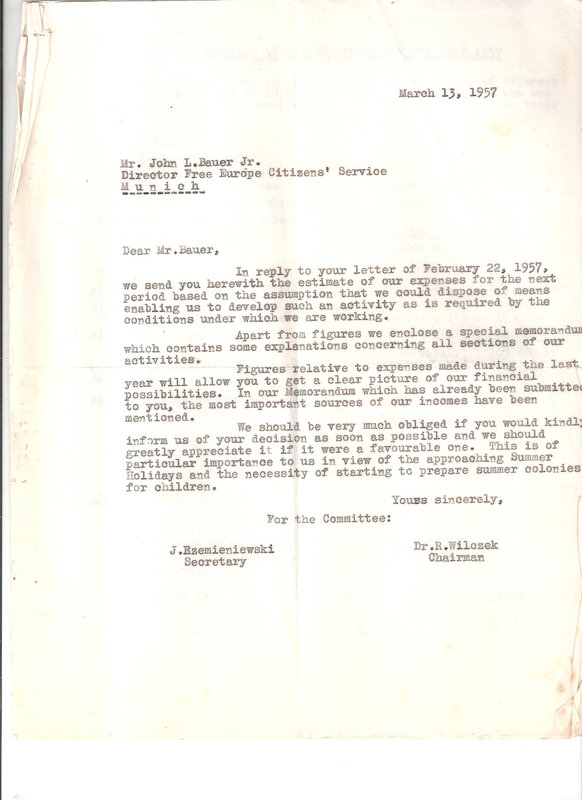 March 13, 1957
Mr. John L.Bauer Jr.
Director Free Europe Citizens' Service
Munich
Dear Mr.Bauer,
In reply to your letter of February 22, 1957,
we send you herewith the estimate of our expenses for the next
period based on the assumption that we could dispose of means
enabling us to develop such an activity as is required by the
conditions under which we are working.
Apart from figures we enclose a special memorandum
which contains some explanations concerning all sections of our
activities.
Figures relative to expenses made during the last
year will allow you to get a clear picture of our financial
possibilities. In our Memorandum which has already been submitted
to you, the most important sources of our incomes have been
mentioned.
We should be very much obliged if you would kindly
inform us of your decision as soon as possible and we should
greatly appreciate it if it were a favourable one. This is of
particular importance to us in view of the approaching Summer
Holidays and the necessity of starting to prepare summer colonies
for children.
Yours sincerely,
For the Committee:
J.Rzemieniewski
Secretary
Dr.R.Wilczek
Chairman